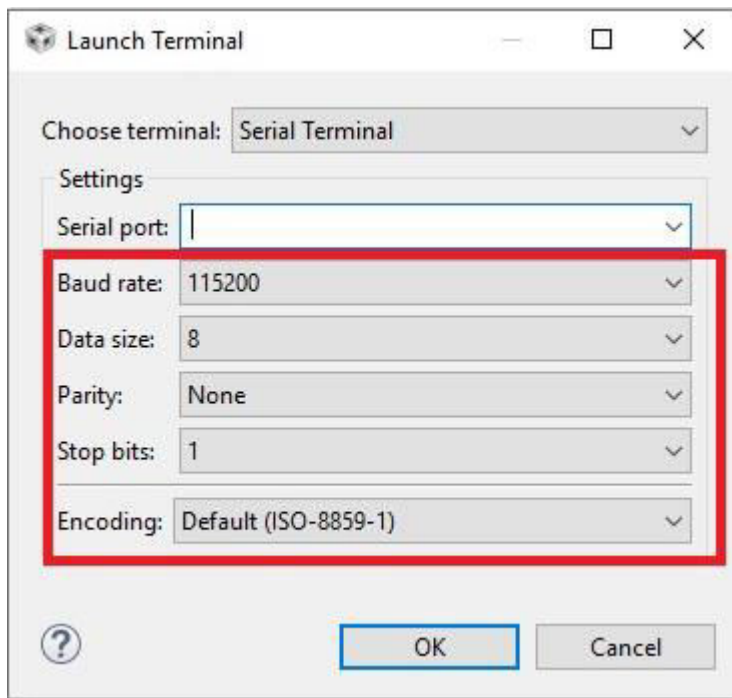 Launch Terminal
Choose terminal: Serial Terminal
Settings
Serial port:
Baud rate: 115200
Data size: 8
Parity: None
Stop bits: 1
Encoding: Default (ISO-8859-1)
? OK Cancel